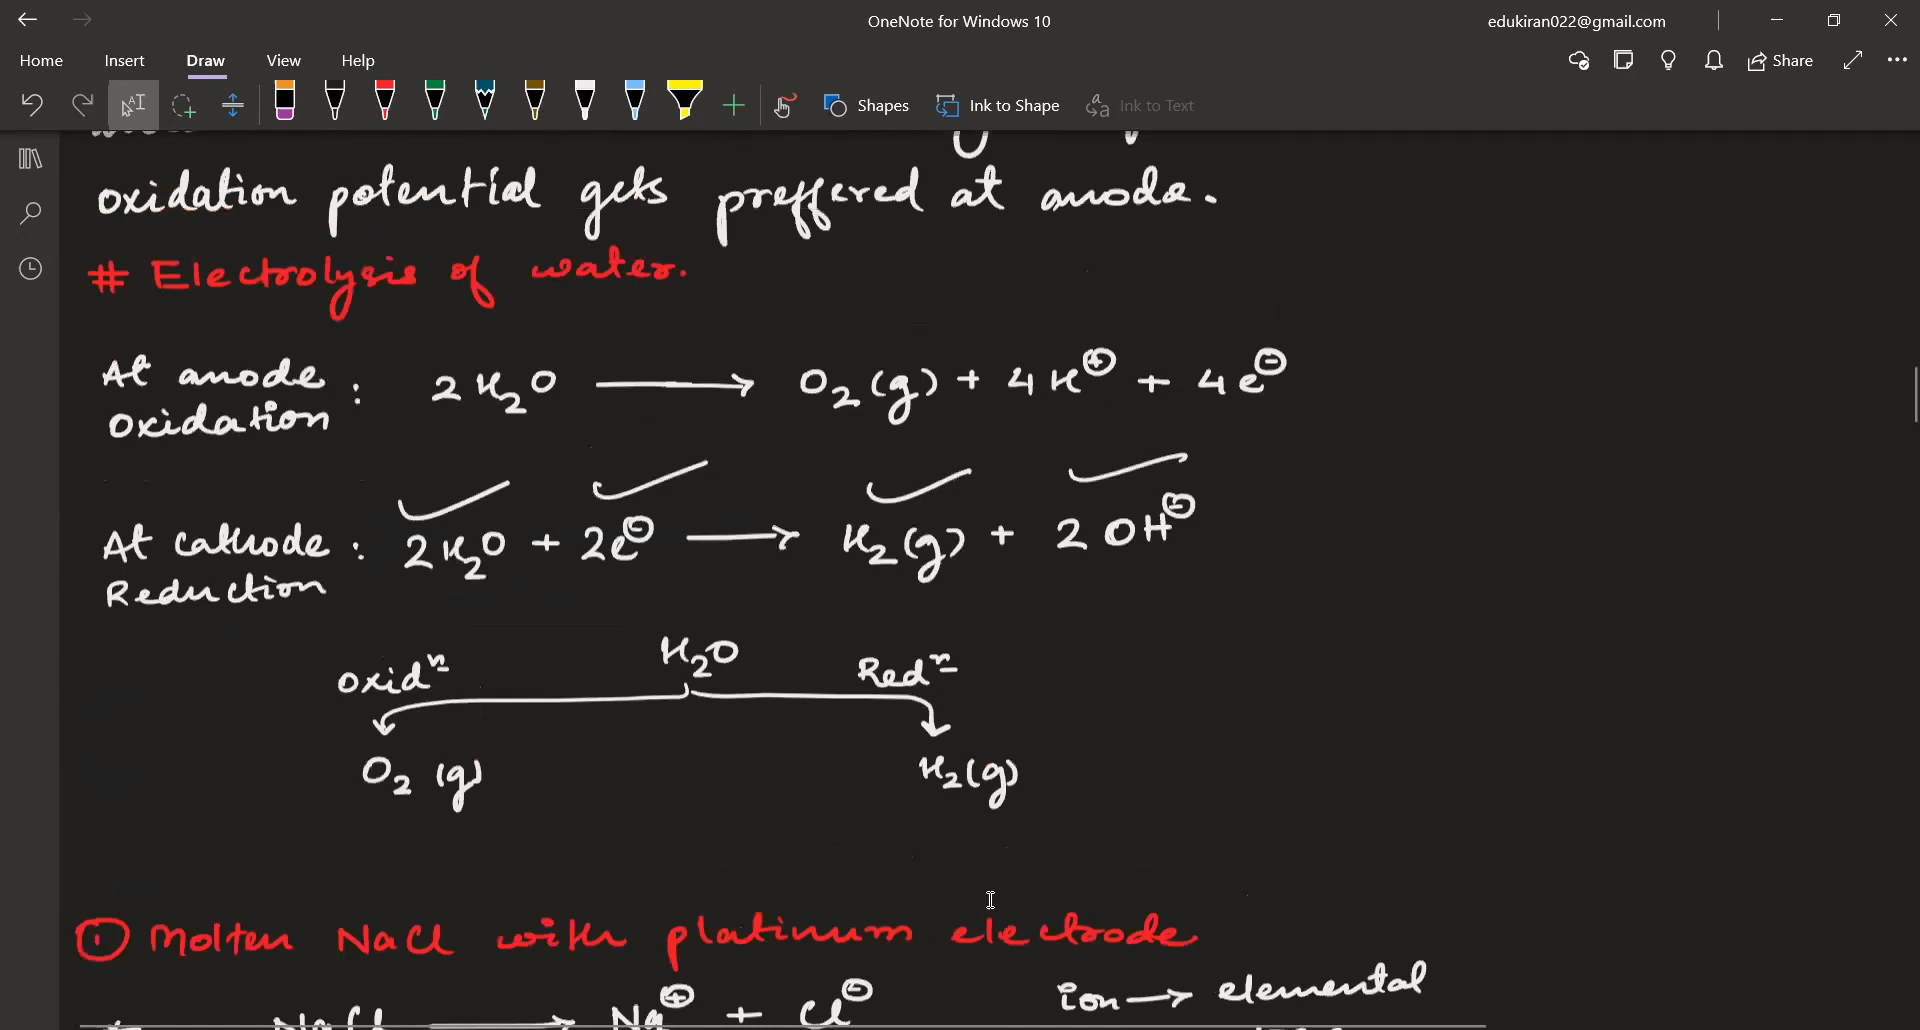 OneNote for Windows 10
edukiran022@gmail.com
Home Insert Draw View Help
Share
Shapes Ink to Shape Ink to Text
oxidation potential gets preffered at anode.
# Electrolysis of water.
At anode : 2H₂O ⟶ O₂(g) + 4H⊕ + 4e⊖
oxidation
At cathode : 2H₂O + 2e⊖ ⟶ H₂(g) + 2OH⊖
Reduction
Oxidⁿ H₂O Redⁿ
O₂ (g) H₂(g)
① Molten NaCl with platinum electrode
NaCl ⟶ Na⊕ + Cl⊖ ion ⟶ elemental